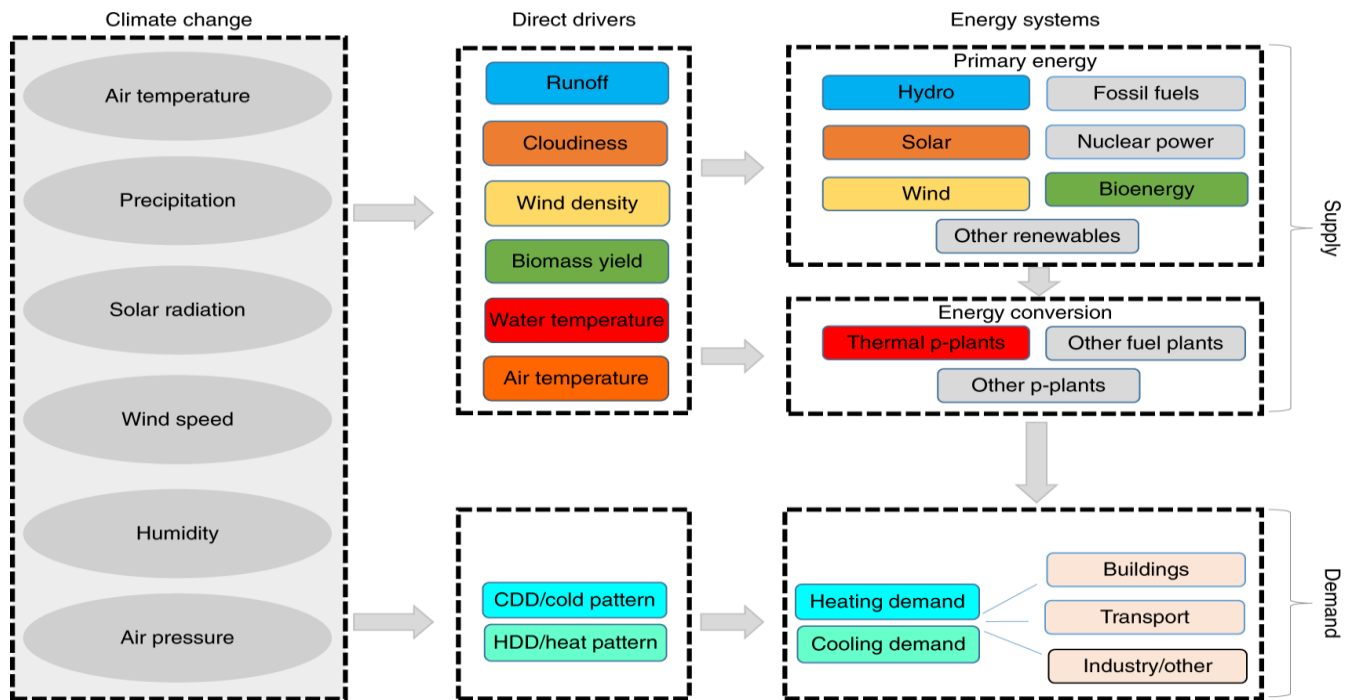 Climate change
Air temperature
Precipitation
Solar radiation
Wind speed
Humidity
Air pressure
Direct drivers
Runoff
Cloudiness
Wind density
Biomass yield
Water temperature
Air temperature
CDD/cold pattern
HDD/heat pattern
Energy systems
Primary energy
Hydro
Fossil fuels
Solar
Nuclear power
Wind
Bioenergy
Other renewables
Energy conversion
Thermal p-plants
Other fuel plants
Other p-plants
Supply
Heating demand
Cooling demand
Buildings
Transport
Industry/other
Demand